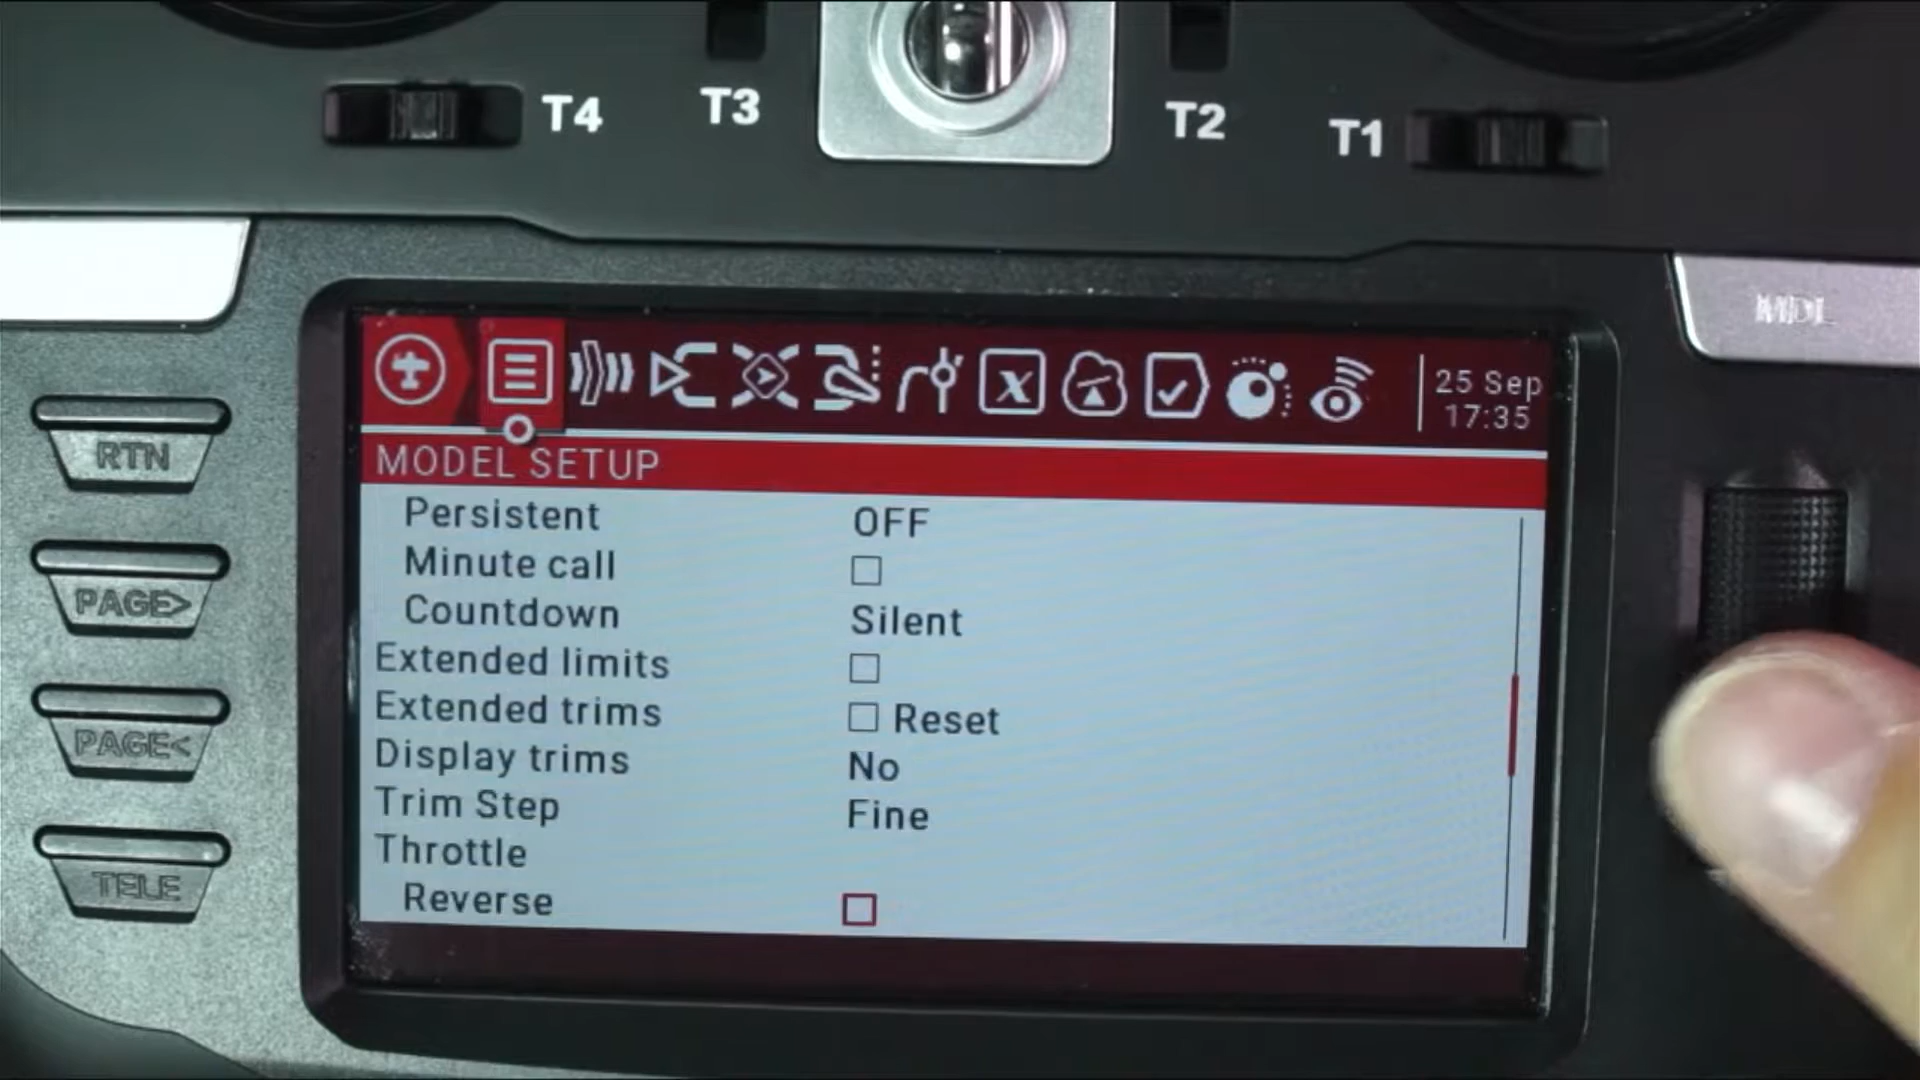 T4
T3
T2
T1
MDL
RTN
PAGE>
PAGE<
TELE
25 Sep
17:35
MODEL SETUP
Persistent OFF
Minute call
Countdown Silent
Extended limits
Extended trims Reset
Display trims No
Trim Step Fine
Throttle
Reverse